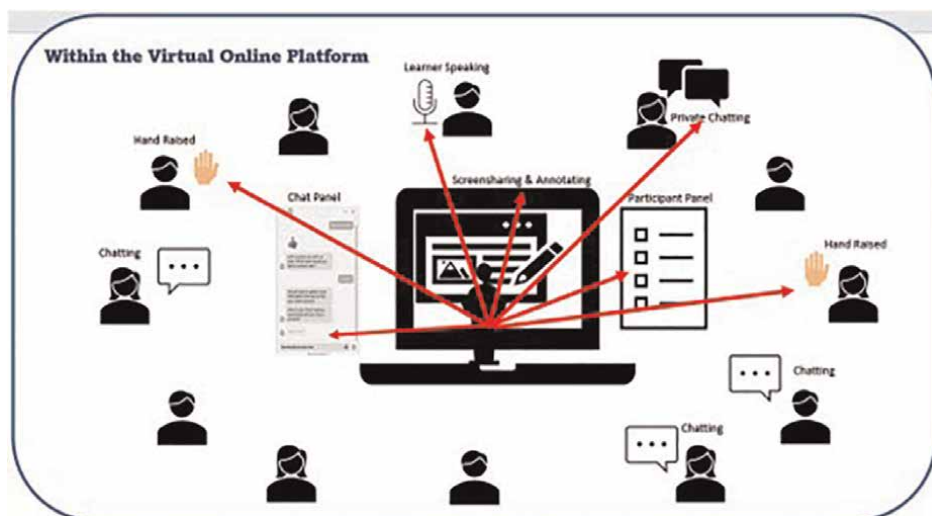 Within the Virtual Online Platform
Learner Speaking
Private Chatting
Hand Raised
Screensharing & Annotating
Chat Panel
Participant Panel
Hand Raised
Chatting
Chatting
Chatting